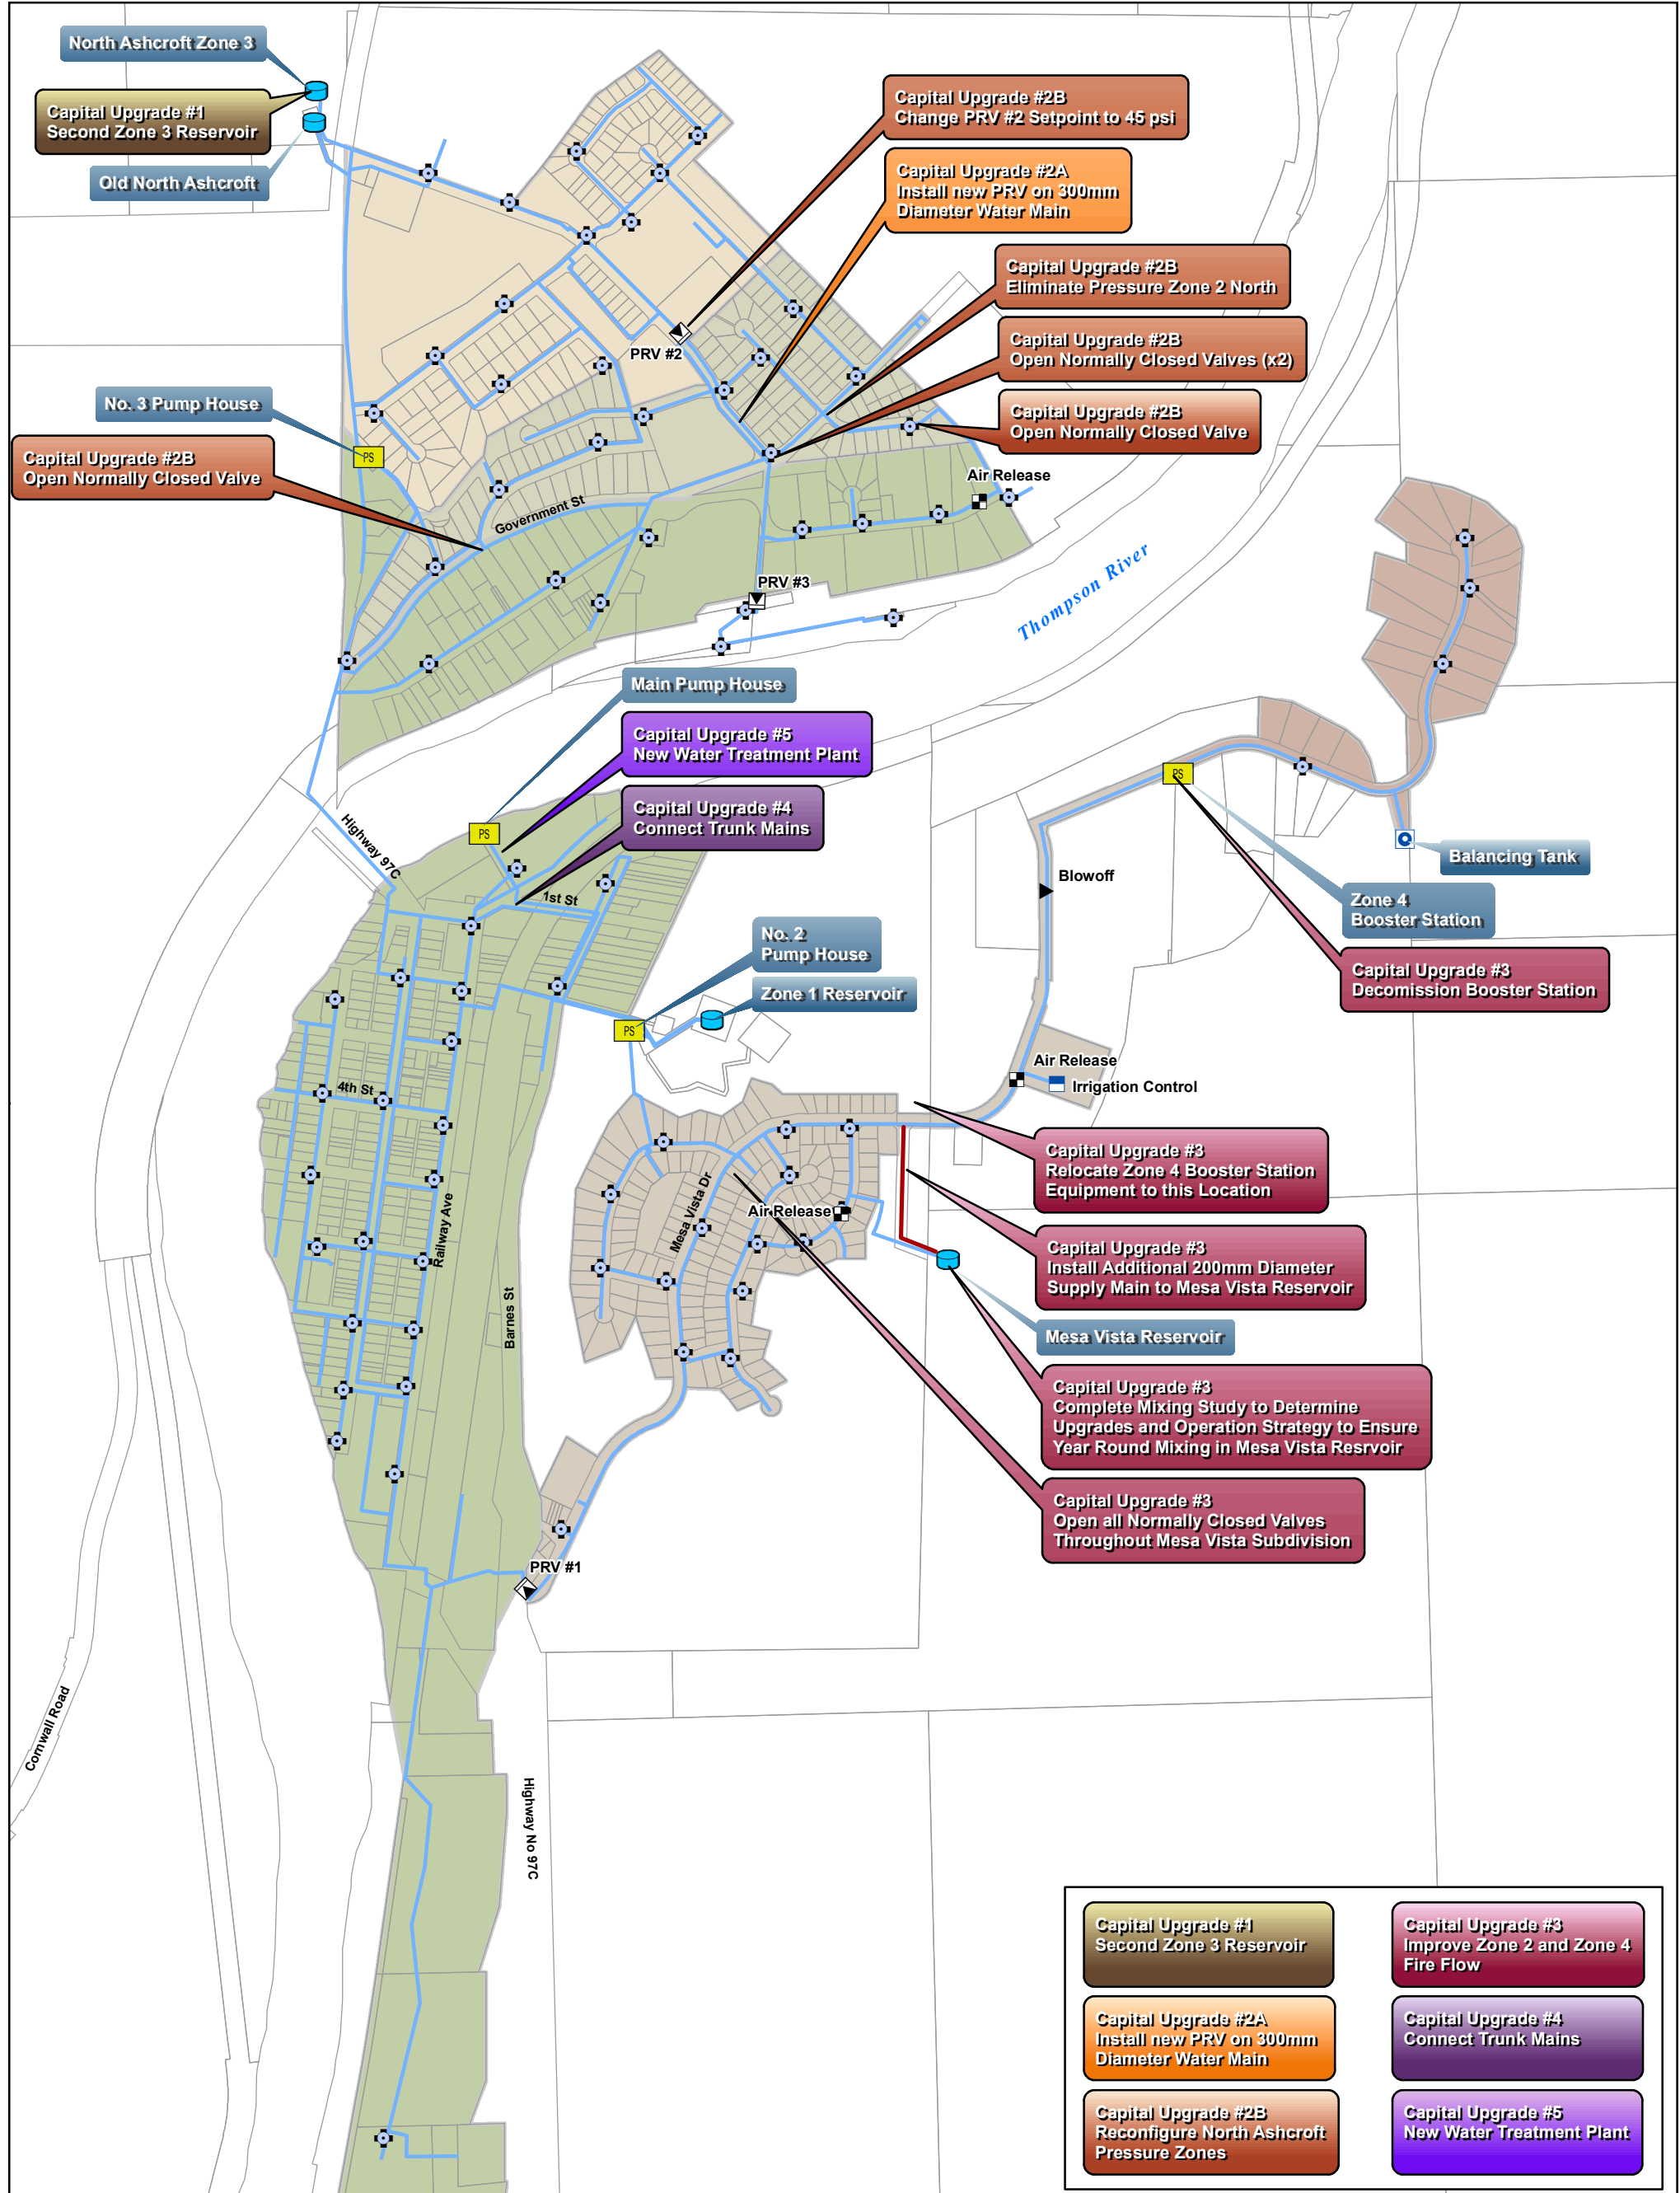 North Ashcroft Zone 3
Capital Upgrade #1
Second Zone 3 Reservoir
Old North Ashcroft
Capital Upgrade #2B
Change PRV #2 Setpoint to 45 psi
Capital Upgrade #2A
Install new PRV on 300mm
Diameter Water Main
Capital Upgrade #2B
Eliminate Pressure Zone 2 North
Capital Upgrade #2B
Open Normally Closed Valves (x2)
Capital Upgrade #2B
Open Normally Closed Valve
PRV #2
No. 3 Pump House
PS
Capital Upgrade #2B
Open Normally Closed Valve
Government St
Air Release
PRV #3
Thompson River
Main Pump House
Capital Upgrade #5
New Water Treatment Plant
Capital Upgrade #4
Connect Trunk Mains
PS
PS
Highway 97C
1st St
Balancing Tank
Blowoff
Zone 4
Booster Station
Capital Upgrade #3
Decomission Booster Station
No. 2
Pump House
Zone 1 Reservoir
PS
Air Release
Irrigation Control
4th St
Capital Upgrade #3
Relocate Zone 4 Booster Station
Equipment to this Location
Mesa Vista Dr
Air Release
Railway Ave
Barnes St
Capital Upgrade #3
Install Additional 200mm Diameter
Supply Main to Mesa Vista Reservoir
Mesa Vista Reservoir
Capital Upgrade #3
Complete Mixing Study to Determine
Upgrades and Operation Strategy to Ensure
Year Round Mixing in Mesa Vista Resrvoir
Capital Upgrade #3
Open all Normally Closed Valves
Throughout Mesa Vista Subdivision
PRV #1
Cornwall Road
Highway No 97C
Capital Upgrade #1
Second Zone 3 Reservoir
Capital Upgrade #2A
Install new PRV on 300mm
Diameter Water Main
Capital Upgrade #2B
Reconfigure North Ashcroft
Pressure Zones
Capital Upgrade #3
Improve Zone 2 and Zone 4
Fire Flow
Capital Upgrade #4
Connect Trunk Mains
Capital Upgrade #5
New Water Treatment Plant